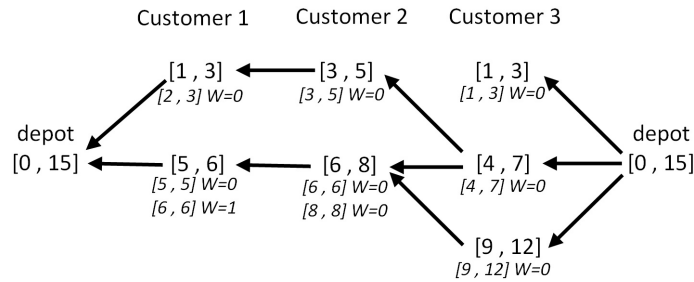 Customer 1 Customer 2 Customer 3
[1 , 3] [3 , 5] [1 , 3]
[2 , 3] W=0 [3 , 5] W=0 [1 , 3] W=0
depot depot
[0 , 15] [5 , 6] [6 , 8] [4 , 7] [0 , 15]
[5 , 5] W=0 [6 , 6] W=0 [4 , 7] W=0
[6 , 6] W=1 [8 , 8] W=0
[9 , 12]
[9 , 12] W=0